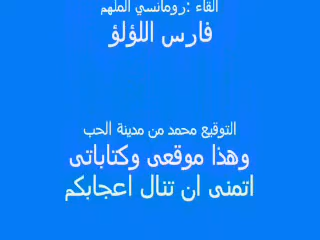 القاء :رومانسي الملهم
فارس اللؤلؤ
التوقيع محمد من مدينة الحب
وهذا موقعى وكتاباتى
اتمنى ان تنال اعجابكم